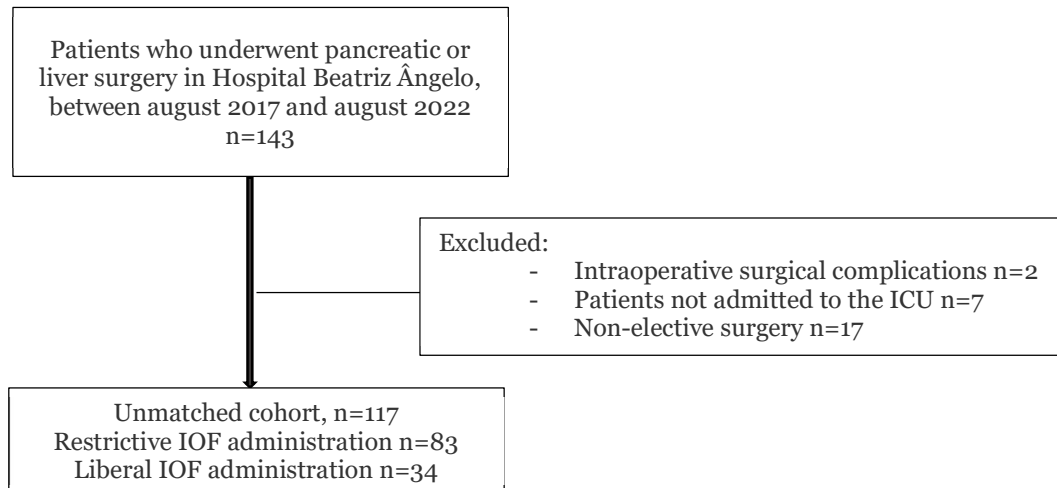 Patients who underwent pancreatic or
liver surgery in Hospital Beatriz Ângelo,
between august 2017 and august 2022
n=143
Excluded:
- Intraoperative surgical complications n=2
- Patients not admitted to the ICU n=7
- Non-elective surgery n=17
Unmatched cohort, n=117
Restrictive IOF administration n=83
Liberal IOF administration n=34